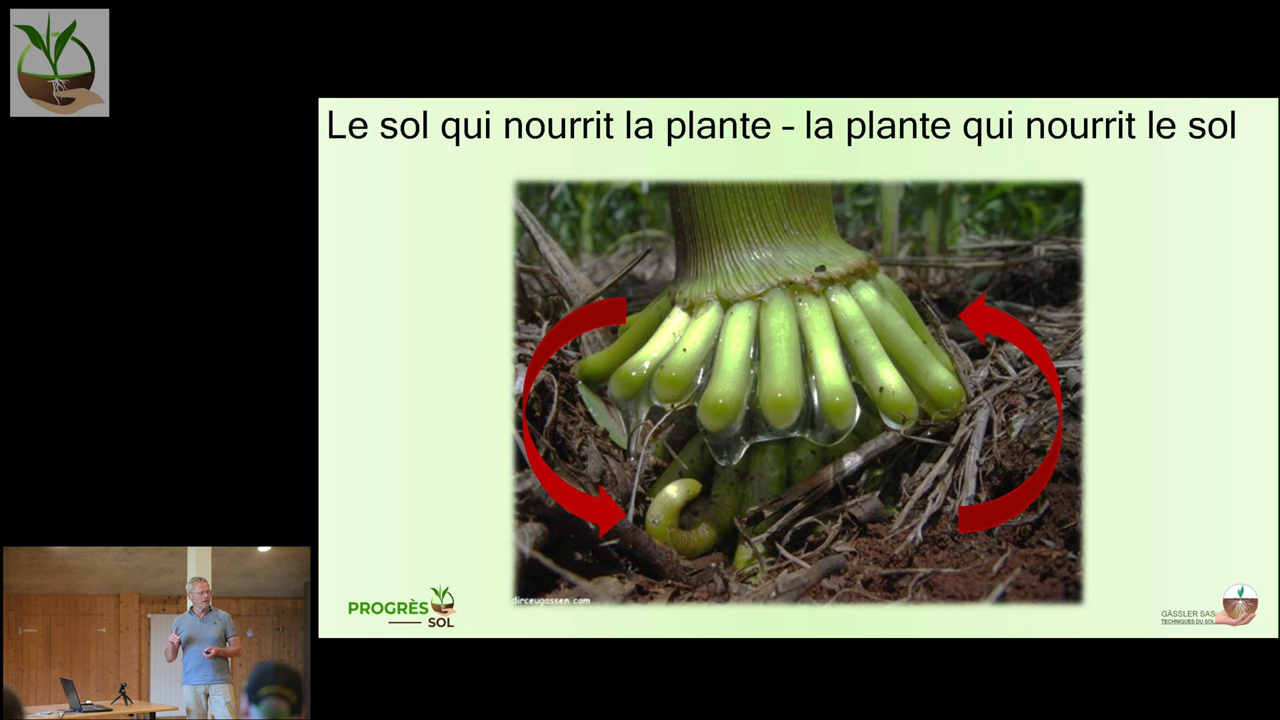 Le sol qui nourrit la plante – la plante qui nourrit le sol
dirceugassen.com
PROGRÈS
SOL
GÄSSLER SAS
TECHNIQUES DU SOL